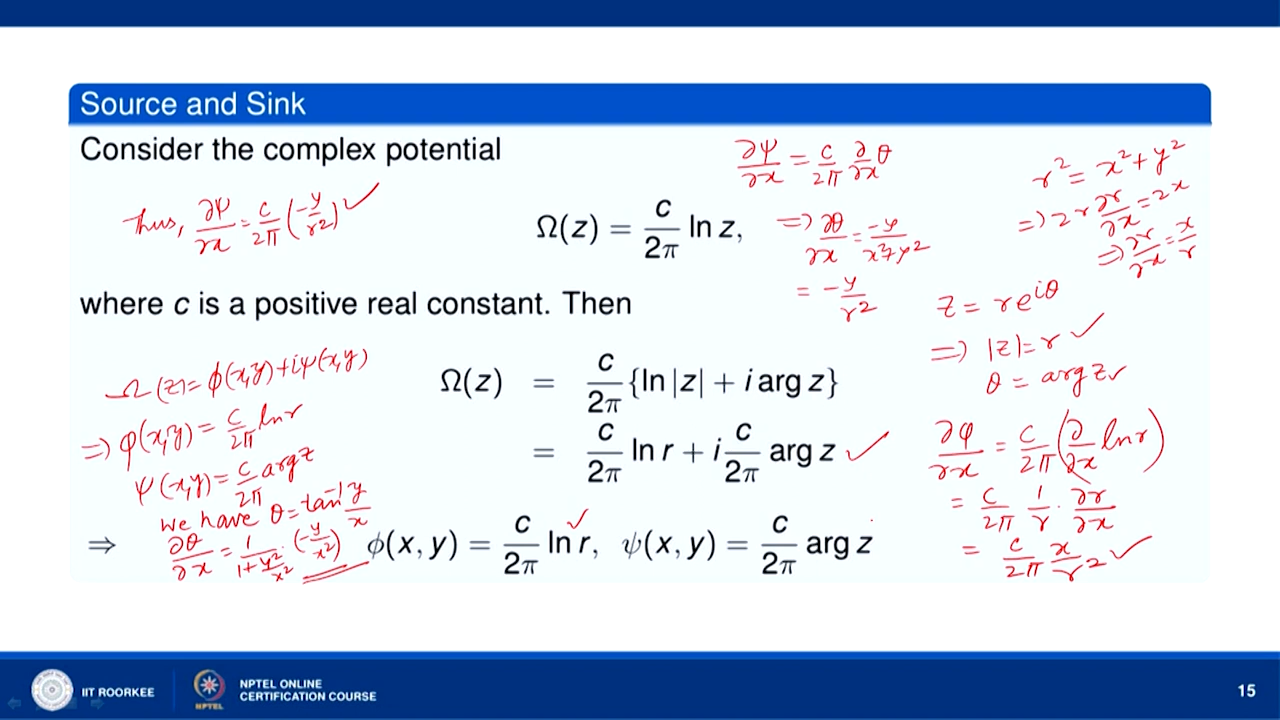 Source and Sink
Consider the complex potential
Ω(z) = c/2π ln z,
where c is a positive real constant. Then
Ω(z) = c/2π {ln |z| + i arg z}
= c/2π ln r + i c/2π arg z ✓
⇒ φ(x, y) = c/2π ln r, ψ(x, y) = c/2π arg z
Thus, ∂ψ/∂x = c/2π (-y/r²) ✓
Ω(z) = φ(x,y) + iψ(x,y)
⇒ φ(x,y) = c/2π ln r
ψ(x,y) = c/2π arg z
We have θ = tan⁻¹ y/x
∂θ/∂x = 1/(1+y²/x²) · (-y/x²)
∂ψ/∂x = c/2π ∂/∂x θ
⇒ ∂θ/∂x = -y/(x²+y²)
= -y/r²
r² = x² + y²
⇒ 2r ∂r/∂x = 2x
⇒ ∂r/∂x = x/r
z = re^{iθ}
⇒ |z| = r ✓
θ = arg z ✓
∂φ/∂x = c/2π (∂/∂x ln r)
= c/2π 1/r · ∂r/∂x
= c/2π x/r² ✓
IIT ROORKEE
NPTEL
NPTEL ONLINE
CERTIFICATION COURSE
15